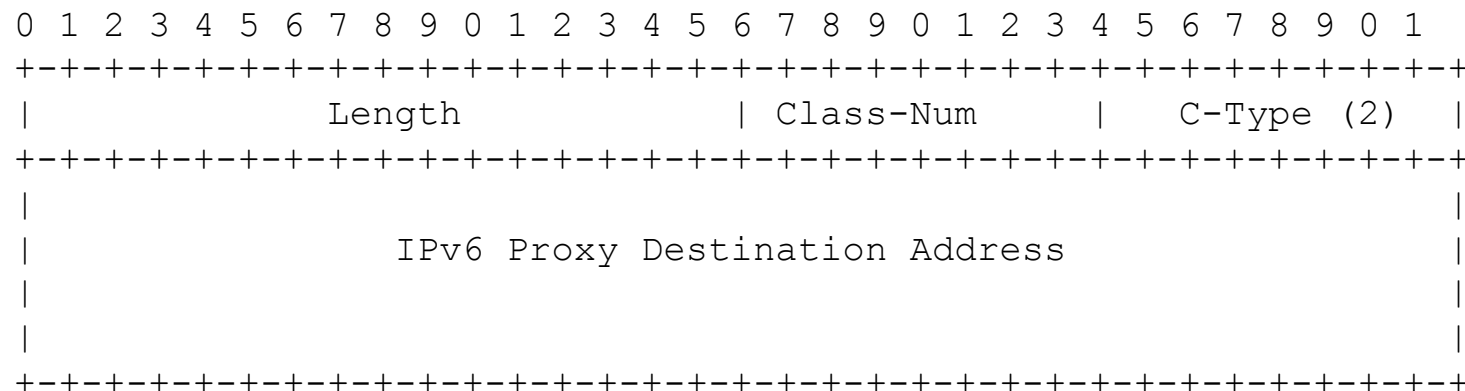 0 1 2 3 4 5 6 7 8 9 0 1 2 3 4 5 6 7 8 9 0 1 2 3 4 5 6 7 8 9 0 1
+-+-+-+-+-+-+-+-+-+-+-+-+-+-+-+-+-+-+-+-+-+-+-+-+-+-+-+-+-+-+-+-+
|             Length            | Class-Num     |   C-Type (2)  |
+-+-+-+-+-+-+-+-+-+-+-+-+-+-+-+-+-+-+-+-+-+-+-+-+-+-+-+-+-+-+-+-+
|                                                               |
|                IPv6 Proxy Destination Address                 |
|                                                               |
|                                                               |
+-+-+-+-+-+-+-+-+-+-+-+-+-+-+-+-+-+-+-+-+-+-+-+-+-+-+-+-+-+-+-+-+